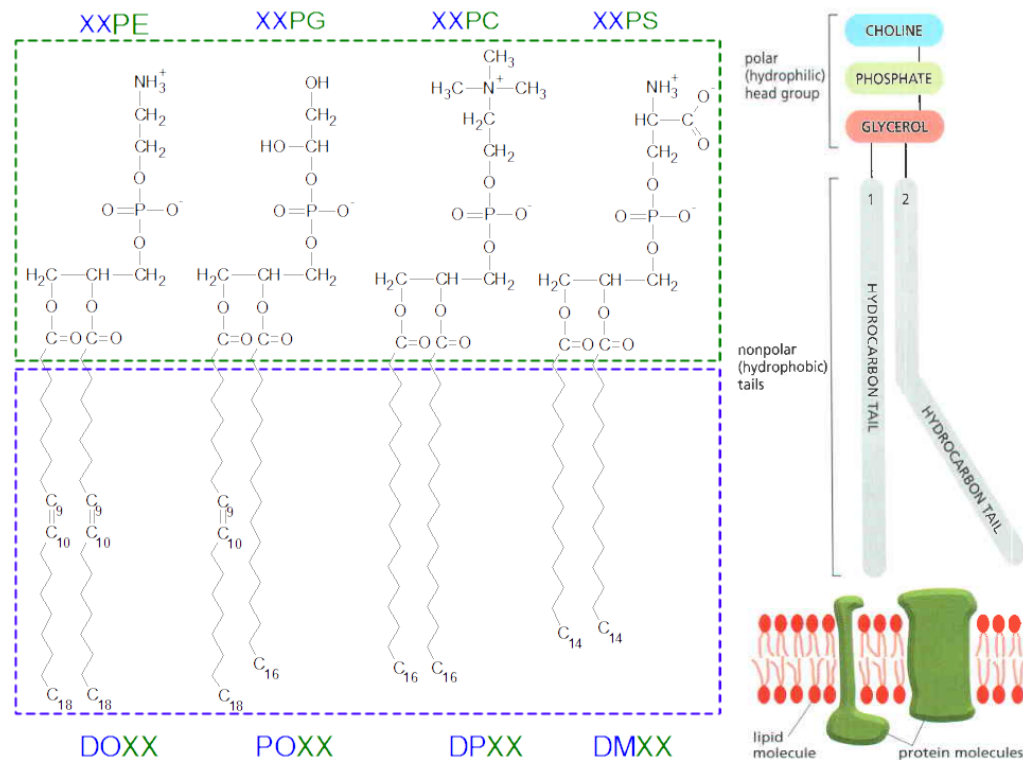 XXPE XXPG XXPC XXPS
NH3+
CH2
CH2
O
O=P—O-
O
H2C CH CH2
O O
C=O C=O
OH
CH2
HO—CH
O
O=P—O-
O
H2C CH CH2
O O
C=O C=O
CH3
H3C—N+—CH3
CH2
CH2
O
O=P—O-
O
H2C CH CH2
O O
C=O C=O
NH3+
HC—C O-
O
CH2
O
O=P—O-
O
H2C CH CH2
O O
C=O C=O
C9 C9 C9
C10 C10 C10
C14 C14
C16 C16 C16
C18 C18 C18
DOXX POXX DPXX DMXX
polar
(hydrophilic)
head group
CHOLINE
PHOSPHATE
GLYCEROL
1 2
nonpolar
(hydrophobic)
tails
HYDROCARBON TAIL
HYDROCARBON TAIL
lipid
molecule
protein molecules